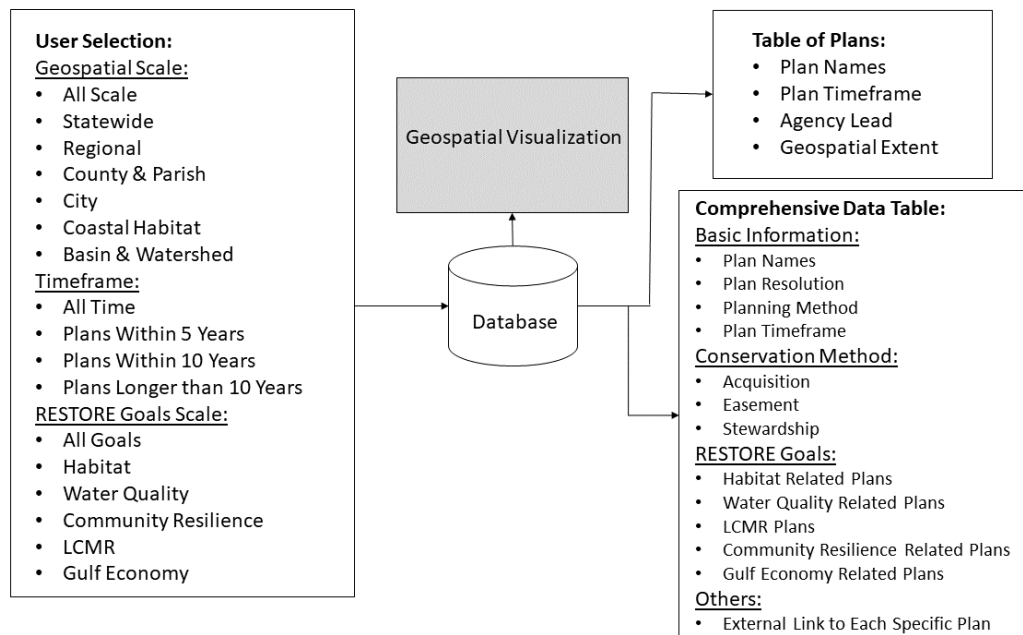 User Selection:
Geospatial Scale:
• All Scale
• Statewide
• Regional
• County & Parish
• City
• Coastal Habitat
• Basin & Watershed
Timeframe:
• All Time
• Plans Within 5 Years
• Plans Within 10 Years
• Plans Longer than 10 Years
RESTORE Goals Scale:
• All Goals
• Habitat
• Water Quality
• Community Resilience
• LCMR
• Gulf Economy
Geospatial Visualization
Database
Table of Plans:
• Plan Names
• Plan Timeframe
• Agency Lead
• Geospatial Extent
Comprehensive Data Table:
Basic Information:
• Plan Names
• Plan Resolution
• Planning Method
• Plan Timeframe
Conservation Method:
• Acquisition
• Easement
• Stewardship
RESTORE Goals:
• Habitat Related Plans
• Water Quality Related Plans
• LCMR Plans
• Community Resilience Related Plans
• Gulf Economy Related Plans
Others:
• External Link to Each Specific Plan